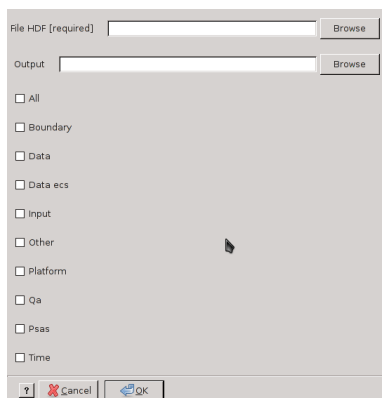 File HDF [required] Browse
Output Browse
All
Boundary
Data
Data ecs
Input
Other
Platform
Qa
Psas
Time
? Cancel OK